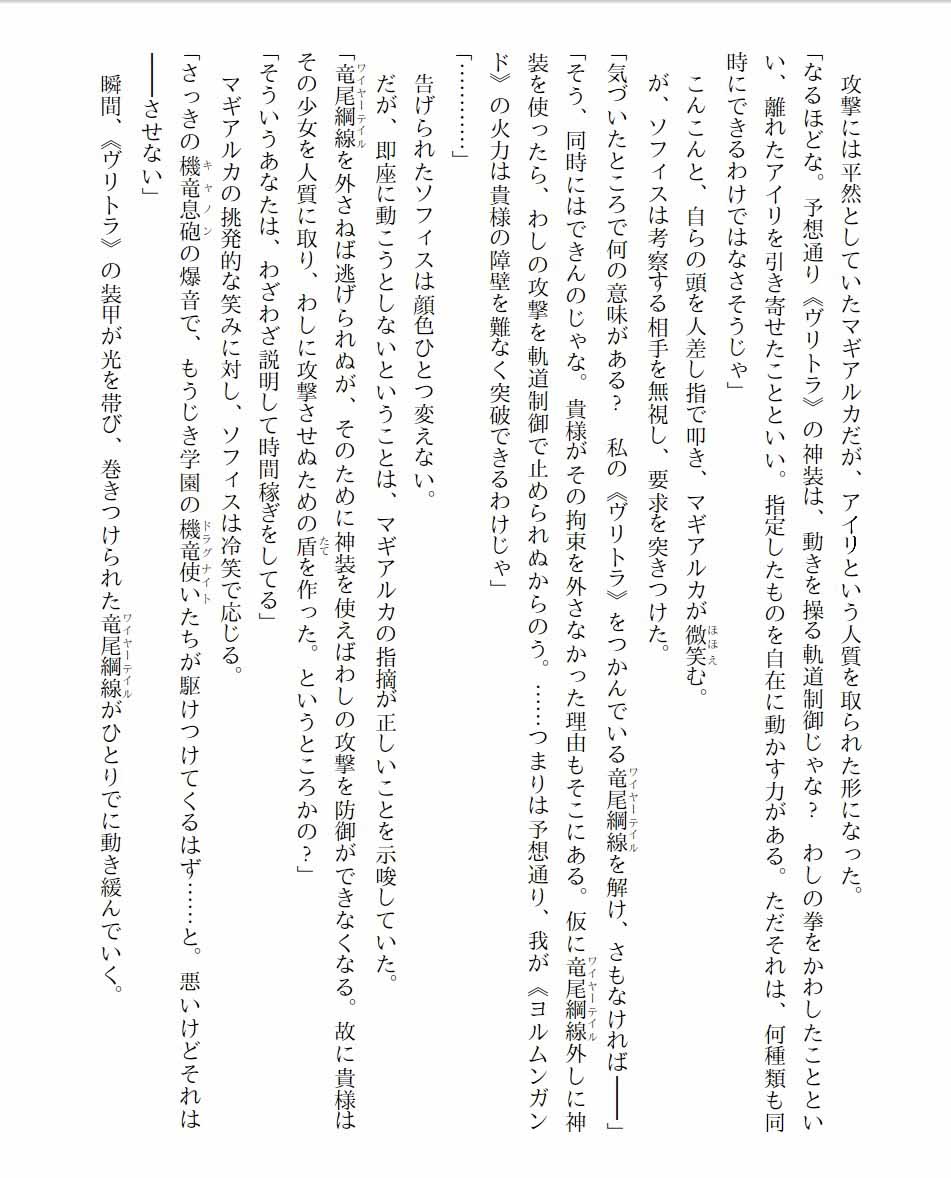 攻撃には平然としていたマギアルカだが、アイリという人質を取られた形になった。
「なるほどな。予想通り《ヴリトラ》の神装は、動きを操る軌道制御じゃな？　わしの拳をかわしたことといい、離れたアイリを引き寄せたことといい。指定したものを自在に動かす力がある。ただそれは、何種類も同時にできるわけではなさそうじゃ」
　こんこんと、自らの頭を人差し指で叩き、マギアルカが微笑む。
　が、ソフィスは考察する相手を無視し、要求を突きつけた。
「気づいたところで何の意味がある？　私の《ヴリトラ》をつかんでいる竜尾綱線を解け、さもなければ――」
「そう、同時にはできんのじゃな。貴様がその拘束を外さなかった理由もそこにある。仮に竜尾綱線外しに神装を使ったら、わしの攻撃を軌道制御で止められぬからのう。……つまりは予想通り、我が《ヨルムンガンド》の火力は貴様の障壁を難なく突破できるわけじゃ」
「…………」
　告げられたソフィスは顔色ひとつ変えない。
　だが、即座に動こうとしないということは、マギアルカの指摘が正しいことを示唆していた。
「竜尾綱線を外さねば逃げられぬが、そのために神装を使えばわしの攻撃を防御ができなくなる。故に貴様はその少女を人質に取り、わしに攻撃させぬための盾を作った。というところかの？」
「そういうあなたは、わざわざ説明して時間稼ぎをしてる」
　マギアルカの挑発的な笑みに対し、ソフィスは冷笑で応じる。
「さっきの機竜息砲の爆音で、もうじき学園の機竜使いたちが駆けつけてくるはず……と。悪いけどそれは――させない」
　瞬間、《ヴリトラ》の装甲が光を帯び、巻きつけられた竜尾綱線がひとりでに動き緩んでいく。